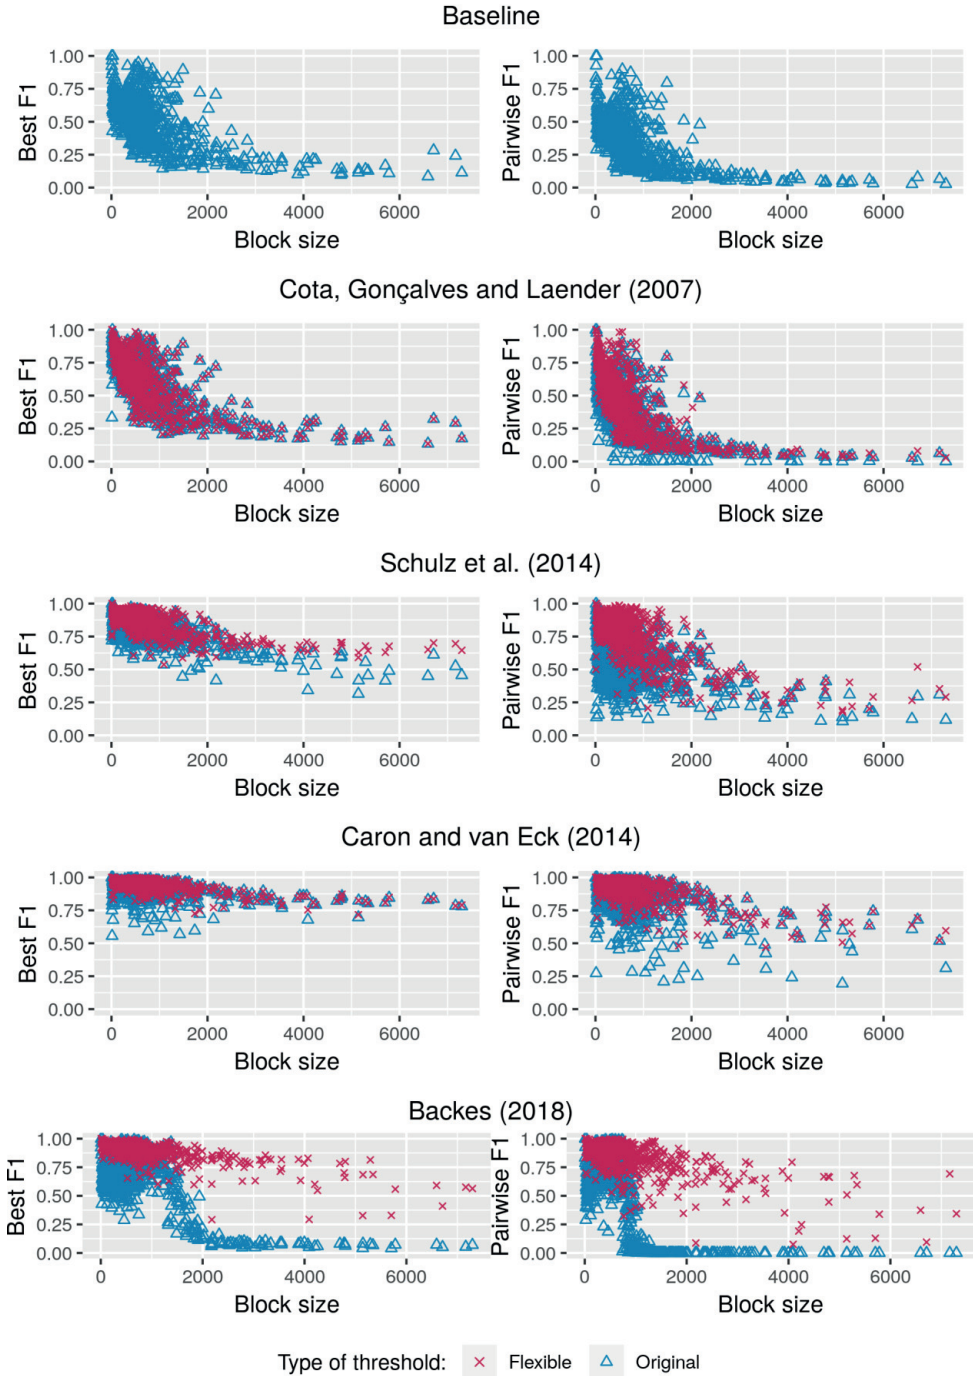 Baseline
Best F1
1.00
0.75
0.50
0.25
0.00
0 2000 4000 6000
Block size
Pairwise F1
1.00
0.75
0.50
0.25
0.00
0 2000 4000 6000
Block size
Cota, Gonçalves and Laender (2007)
Best F1
1.00
0.75
0.50
0.25
0.00
0 2000 4000 6000
Block size
Pairwise F1
1.00
0.75
0.50
0.25
0.00
0 2000 4000 6000
Block size
Schulz et al. (2014)
Best F1
1.00
0.75
0.50
0.25
0.00
0 2000 4000 6000
Block size
Pairwise F1
1.00
0.75
0.50
0.25
0.00
0 2000 4000 6000
Block size
Caron and van Eck (2014)
Best F1
1.00
0.75
0.50
0.25
0.00
0 2000 4000 6000
Block size
Pairwise F1
1.00
0.75
0.50
0.25
0.00
0 2000 4000 6000
Block size
Backes (2018)
Best F1
1.00
0.75
0.50
0.25
0.00
0 2000 4000 6000
Block size
Pairwise F1
1.00
0.75
0.50
0.25
0.00
0 2000 4000 6000
Block size
Type of threshold: Flexible Original